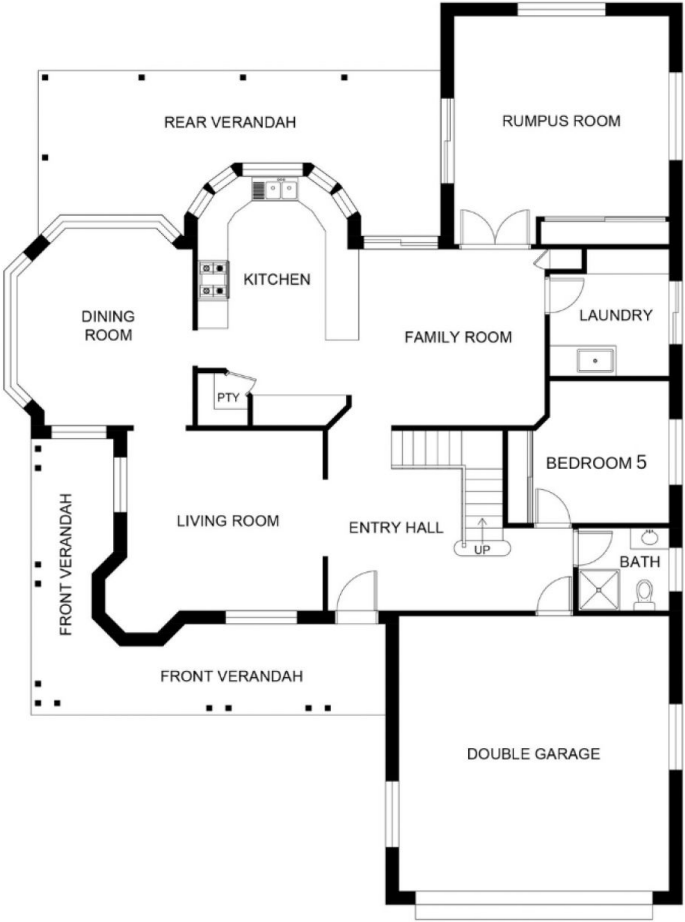 REAR VERANDAH
RUMPUS ROOM
KITCHEN
DINING
ROOM
LAUNDRY
FAMILY ROOM
PTY
BEDROOM 5
LIVING ROOM
ENTRY HALL
FRONT VERANDAH
UP
BATH
FRONT VERANDAH
DOUBLE GARAGE